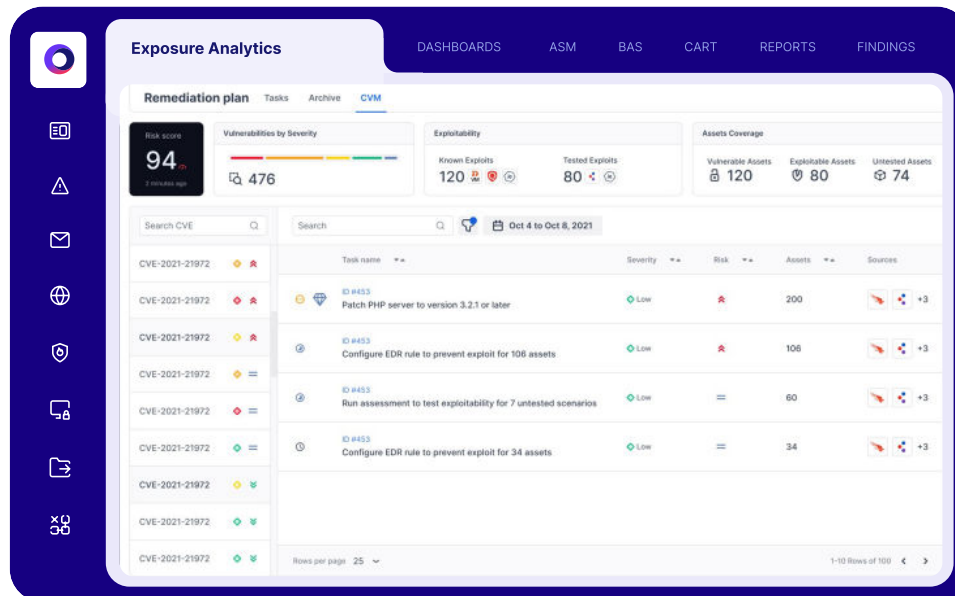 Exposure Analytics
DASHBOARDS ASM BAS CART REPORTS FINDINGS
Remediation plan Tasks Archive CVM
Risk score
94
2 minutes ago
Vulnerabilities by Severity
476
Exploitability
Known Exploits Tested Exploits
120 80
Assets Coverage
Vulnerable Assets Exploitable Assets Untested Assets
120 80 74
Search CVE
CVE-2021-21972
CVE-2021-21972
CVE-2021-21972
CVE-2021-21972
CVE-2021-21972
CVE-2021-21972
CVE-2021-21972
CVE-2021-21972
CVE-2021-21972
Search Oct 4 to Oct 8, 2021
Task name Severity Risk Assets Sources
ID #453
Patch PHP server to version 3.2.1 or later Low 200 +3
ID #453
Configure EDR rule to prevent exploit for 106 assets Low 106 +3
ID #453
Run assessment to test exploitability for 7 untested scenarios Low 60 +3
ID #453
Configure EDR rule to prevent exploit for 34 assets Low 34 +3
Rows per page 25 1-10 Rows of 100